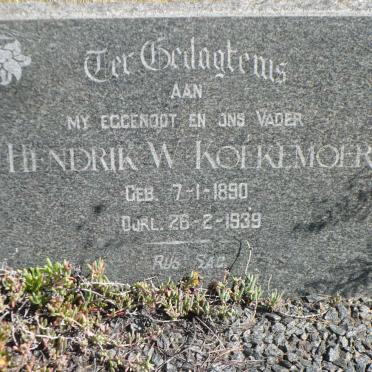 Ter Gedagtenis
AAN
MY EGGENOOT EN ONS VADER
HENDRIK W. KOEKEMOER
GEB. 7-1-1890
OORL. 26-2-1939
RUS SAG